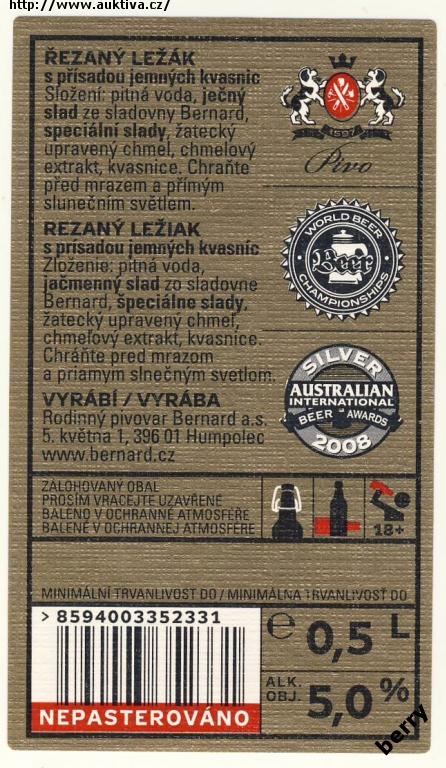 http://www.auktiva.cz/
ŘEZANÝ LEŽÁK
s přísadou jemných kvasnic
Složení: pitná voda, ječný
slad ze sladovny Bernard,
speciální slady, žatecký
upravený chmel, chmelový
extrakt, kvasnice. Chraňte
před mrazem a přímým
slunečním světlem.
1597
Pivo
REZANÝ LEŽIAK
s prísadou jemných kvasníc
Zloženie: pitná voda,
jačmenný slad zo sladovne
Bernard, špeciálne slady,
žatecký upravený chmeľ,
chmeľový extrakt, kvasnice.
Chráňte pred mrazom
a priamym slnečným svetlom.
WORLD BEER
Beer
CHAMPIONSHIPS
VYRÁBÍ / VYRÁBA
Rodinný pivovar Bernard a.s.
5. května 1, 396 01 Humpolec
www.bernard.cz
SILVER
AUSTRALIAN
INTERNATIONAL
BEER AWARDS
2008
ZÁLOHOVANÝ OBAL
PROSÍM VRACEJTE UZAVŘENÉ
BALENO V OCHRANNÉ ATMOSFÉŘE
BALENÉ V OCHRANNEJ ATMOSFÉRE
18+
MINIMÁLNÍ TRVANLIVOST DO / MINIMÁLNA TRVANLIVOSŤ DO
> 8594003352331
NEPASTEROVÁNO
e 0,5 L
ALK.
OBJ. 5,0 %
berry